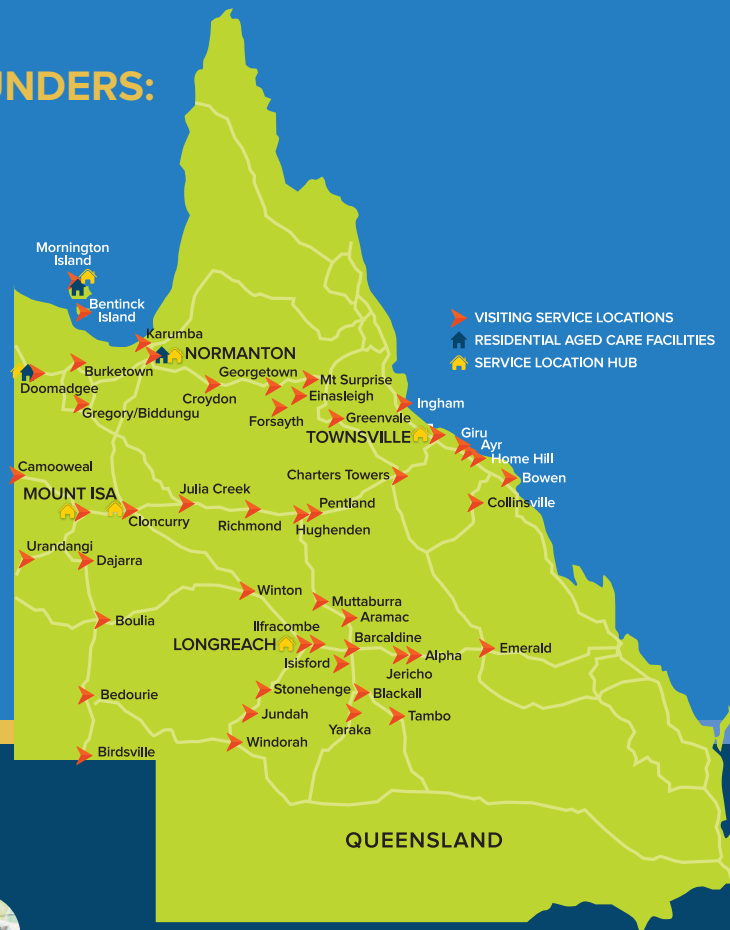 UNDERS:
Mornington
Island
Bentinck
Island
Karumba
NORMANTON
VISITING SERVICE LOCATIONS
RESIDENTIAL AGED CARE FACILITIES
SERVICE LOCATION HUB
Burketown
Doomadgee
Gregory/Biddungu
Georgetown
Mt Surprise
Croydon
Einasleigh
Forsayth
Greenvale
Ingham
TOWNSVILLE
Giru
Ayr
Home Hill
Bowen
Collinsville
Charters Towers
Camooweal
MOUNT ISA
Julia Creek
Cloncurry
Richmond
Pentland
Hughenden
Urandangi
Dajarra
Winton
Muttaburra
Aramac
Boulia
Ilfracombe
Barcaldine
LONGREACH
Isisford
Alpha
Jericho
Emerald
Bedourie
Stonehenge
Blackall
Jundah
Yaraka
Tambo
Windorah
Birdsville
QUEENSLAND